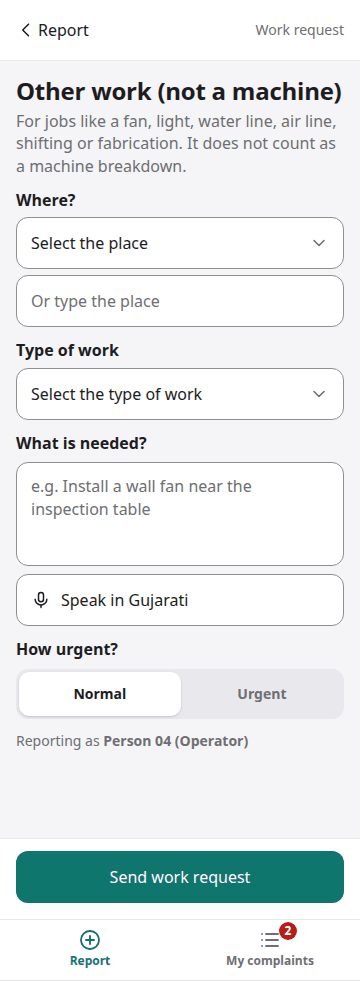 Report
Work request
Other work (not a machine)
For jobs like a fan, light, water line, air line,
shifting or fabrication. It does not count as
a machine breakdown.
Where?
Select the place
Or type the place
Type of work
Select the type of work
What is needed?
e.g. Install a wall fan near the
inspection table
Speak in Gujarati
How urgent?
Normal
Urgent
Reporting as Person 04 (Operator)
Send work request
2
Report
My complaints